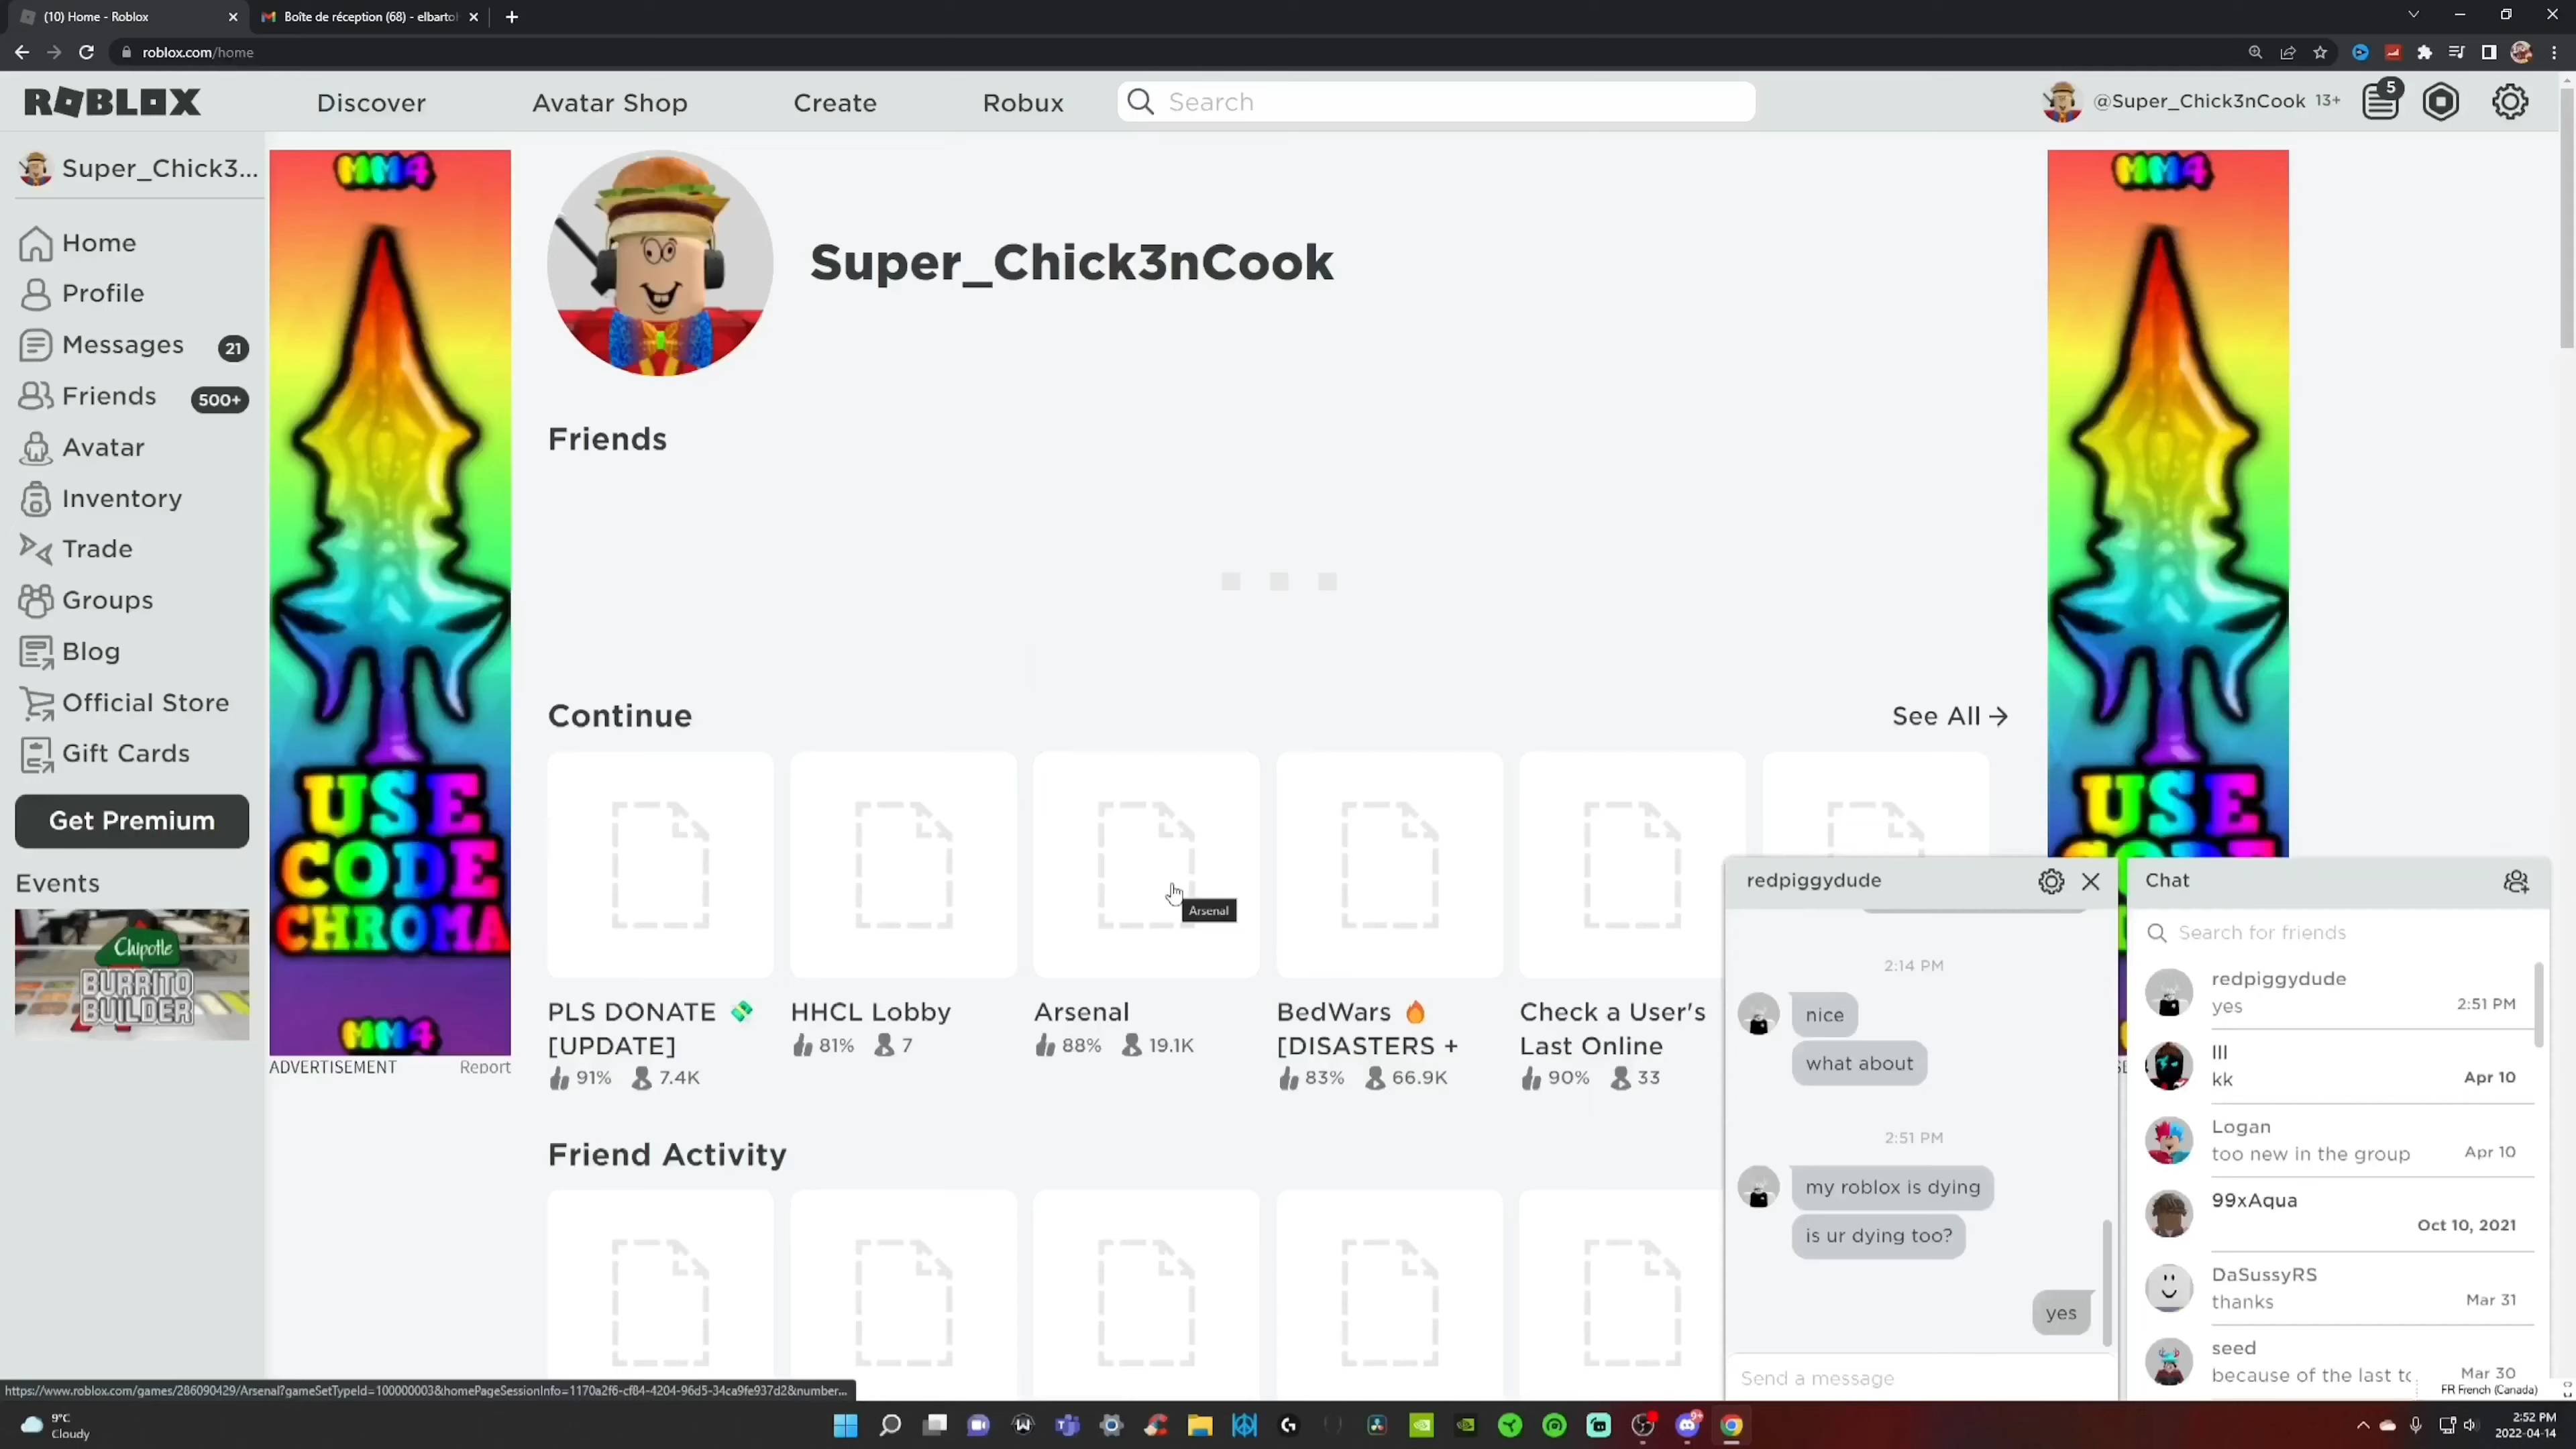 (10) Home - Roblox
Boîte de réception (68) - elbarto
roblox.com/home
ROBLOX
Discover
Avatar Shop
Create
Robux
Search
@Super_Chick3nCook 13+
5
Super_Chick3...
Home
Profile
Messages 21
Friends 500+
Avatar
Inventory
Trade
Groups
Blog
Official Store
Gift Cards
Get Premium
Events
Chipotle
BURRITO
BUILDER
MM4
USE
CODE
CHROMA
MM4
ADVERTISEMENT Report
Super_Chick3nCook
Friends
Continue
See All →
PLS DONATE 💸
[UPDATE]
91% 7.4K
HHCL Lobby
81% 7
Arsenal
Arsenal
88% 19.1K
BedWars 🔥
[DISASTERS +
83% 66.9K
Check a User's
Last Online
90% 33
Friend Activity
MM4
USE
redpiggydude
2:14 PM
nice
what about
2:51 PM
my roblox is dying
is ur dying too?
yes
Send a message
Chat
Search for friends
redpiggydude
yes 2:51 PM
III
kk Apr 10
Logan
too new in the group Apr 10
99xAqua
Oct 10, 2021
DaSussyRS
thanks Mar 31
seed
because of the last to Mar 30
FR French (Canada)
https://www.roblox.com/games/286090429/Arsenal?gameSetTypeId=100000003&homePageSessionInfo=1170a2f6-cf84-4204-96d5-34ca9fe937d2&number...
9°C
Cloudy
2:52 PM
2022-04-14